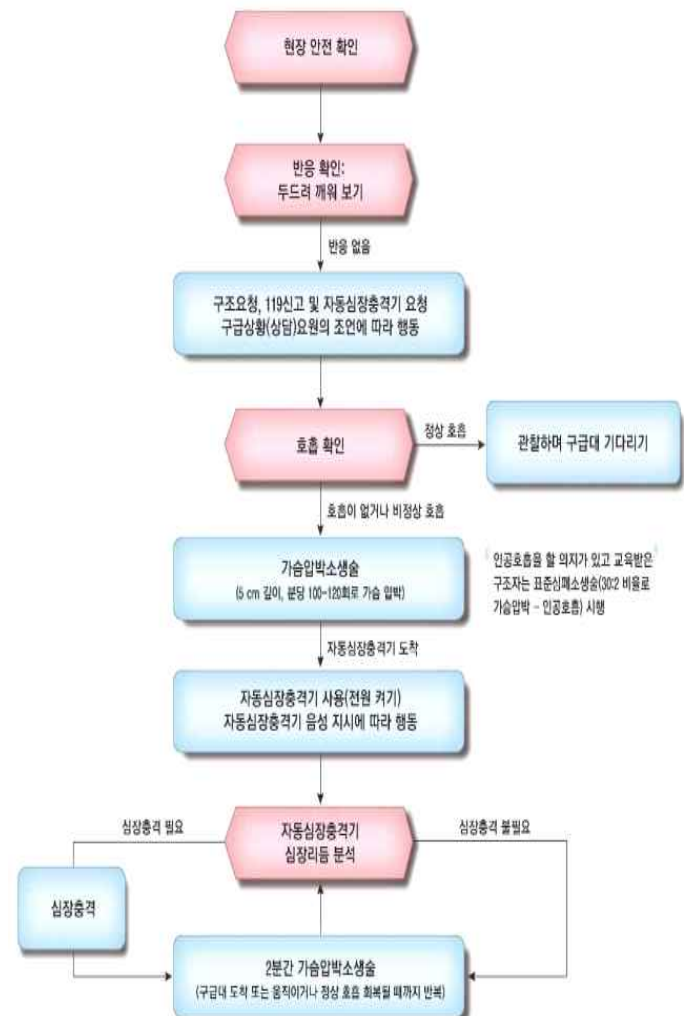 현장 안전 확인
반응 확인:
두드려 깨워 보기
반응 없음
구조요청, 119신고 및 자동심장충격기 요청
구급상황(상담)요원의 조언에 따라 행동
호흡 확인
정상 호흡
관찰하며 구급대 기다리기
호흡이 없거나 비정상 호흡
가슴압박소생술
(5 cm 깊이, 분당 100-120회로 가슴 압박)
인공호흡을 할 의지가 있고 교육받은
구조자는 표준심폐소생술(30:2 비율로
가슴압박 - 인공호흡) 시행
자동심장충격기 도착
자동심장충격기 사용(전원 켜기)
자동심장충격기 음성 지시에 따라 행동
심장충격 필요
자동심장충격기
심장리듬 분석
심장충격 불필요
심장충격
2분간 가슴압박소생술
(구급대 도착 또는 움직이거나 정상 호흡 회복될 때까지 반복)